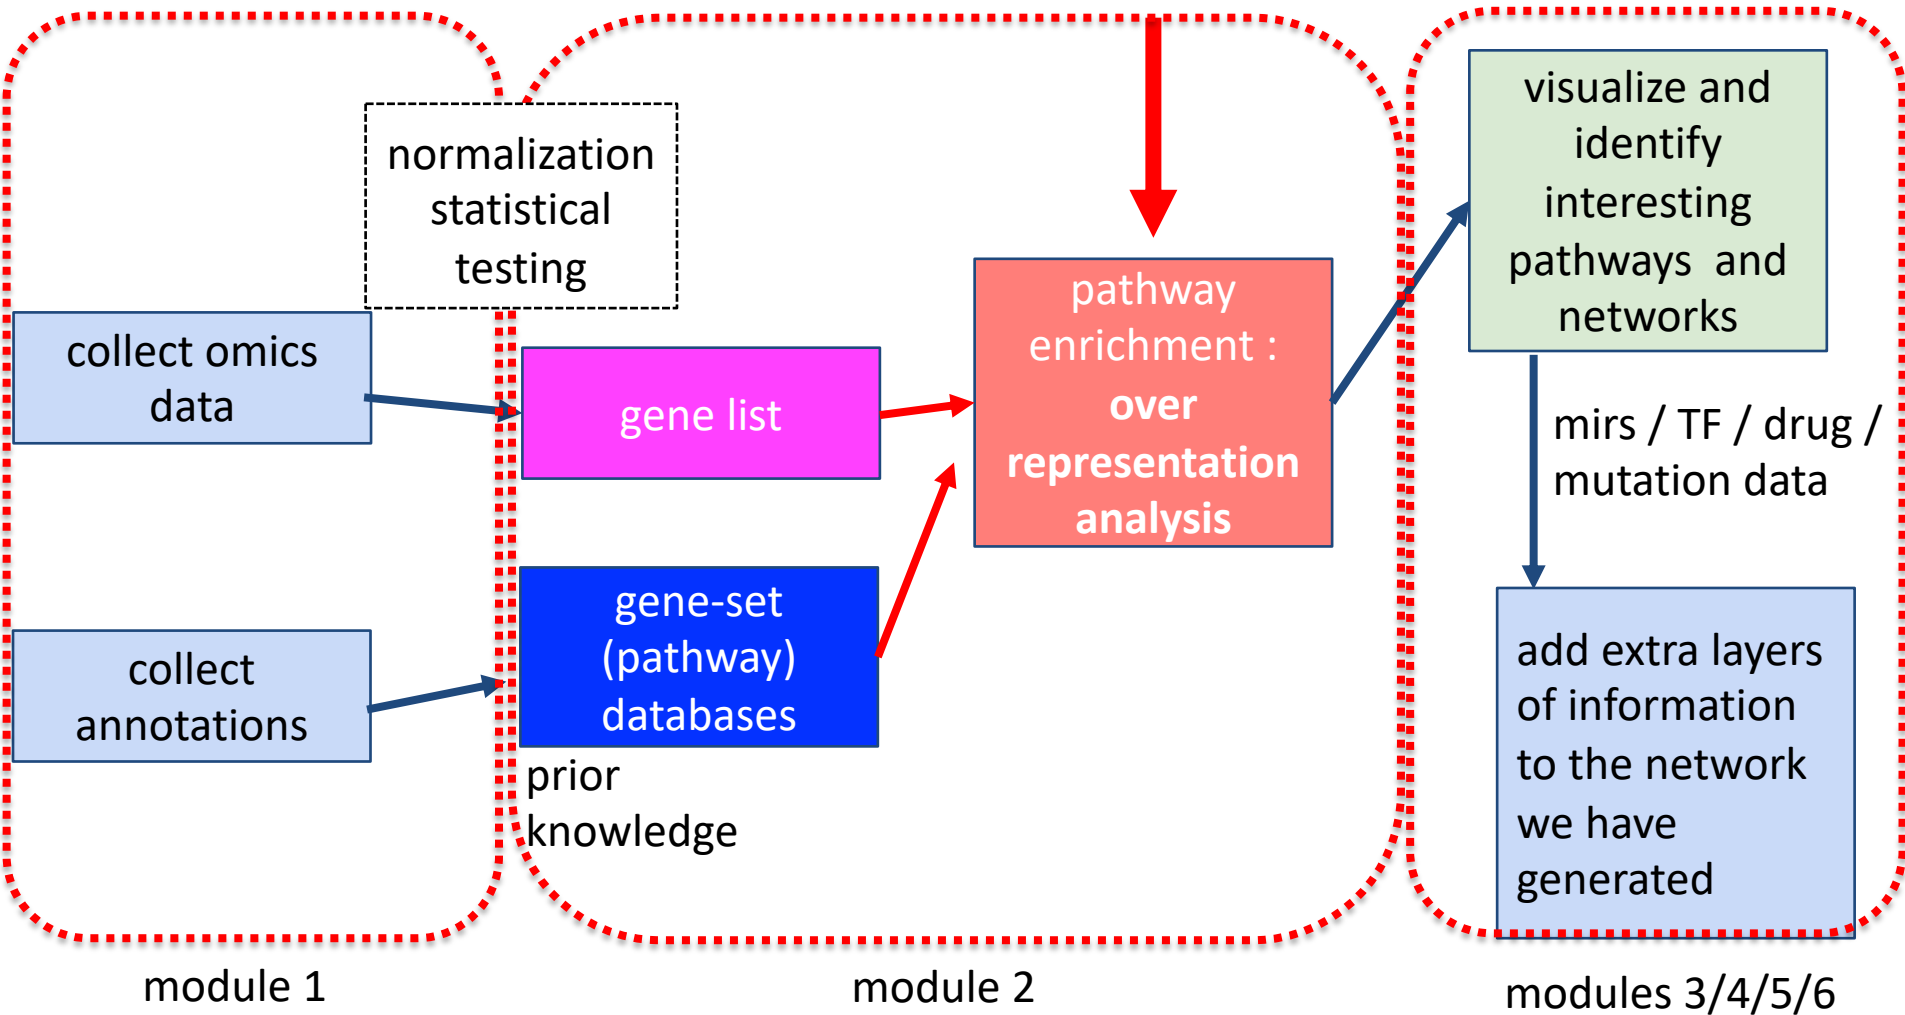 normalization
statistical
testing
collect omics
data
collect
annotations
module 1
gene list
gene-set
(pathway)
databases
prior
knowledge
pathway
enrichment :
over
representation
analysis
module 2
visualize and
identify
interesting
pathways and
networks
mirs / TF / drug /
mutation data
add extra layers
of information
to the network
we have
generated
modules 3/4/5/6